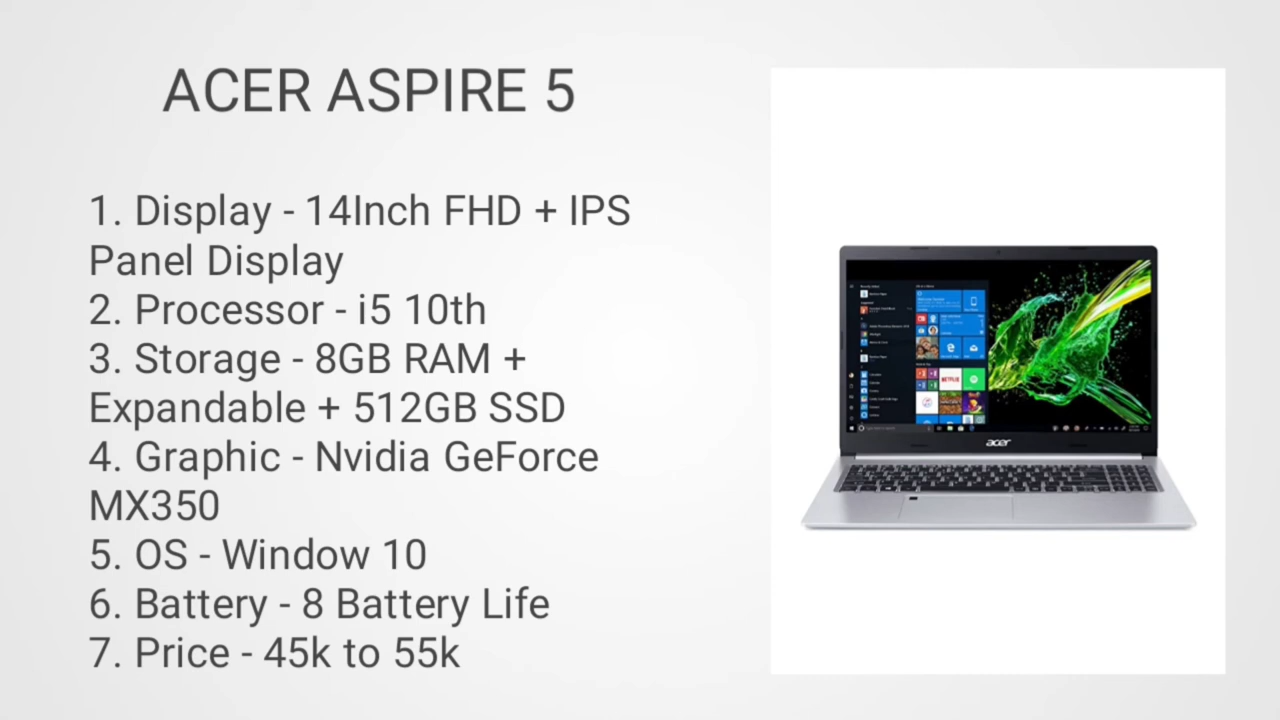 ACER ASPIRE 5
1. Display - 14Inch FHD + IPS
Panel Display
2. Processor - i5 10th
3. Storage - 8GB RAM +
Expandable + 512GB SSD
4. Graphic - Nvidia GeForce
MX350
5. OS - Window 10
6. Battery - 8 Battery Life
7. Price - 45k to 55k
NETFLIX
acer